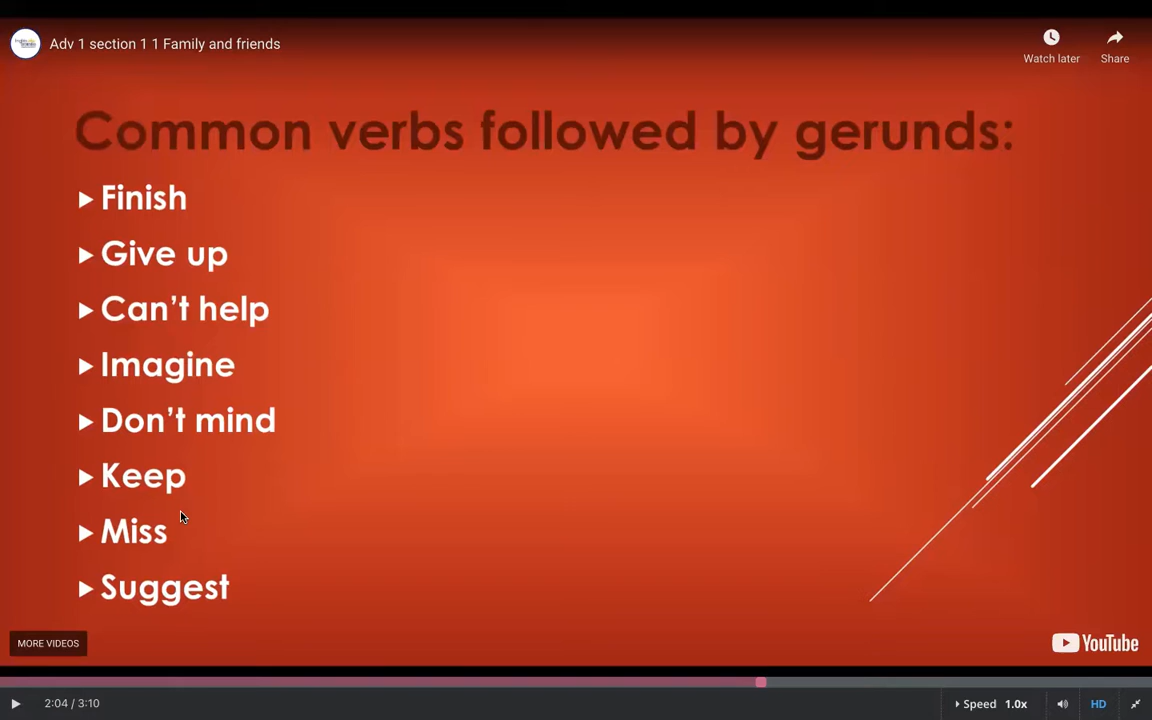 Adv 1 section 1 1 Family and friends
Watch later
Share
Common verbs followed by gerunds:
Finish
Give up
Can't help
Imagine
Don't mind
Keep
Miss
Suggest
MORE VIDEOS
YouTube
2:04 / 3:10
Speed 1.0x
HD